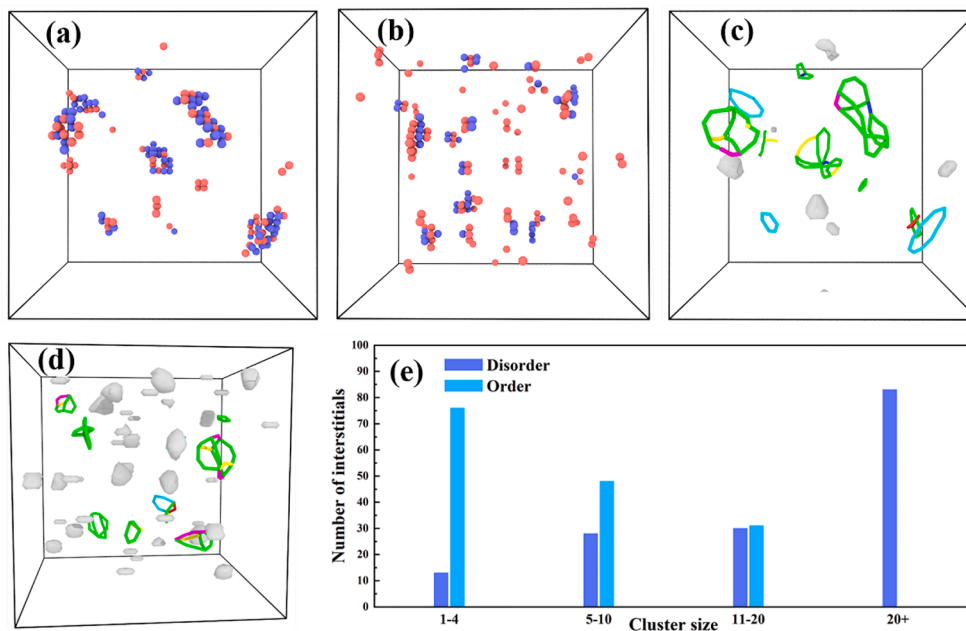 (a)
(b)
(c)
(d)
(e)
Disorder
Order
Number of interstitials
100
90
80
70
60
50
40
30
20
10
0
1-4
5-10
11-20
20+
Cluster size